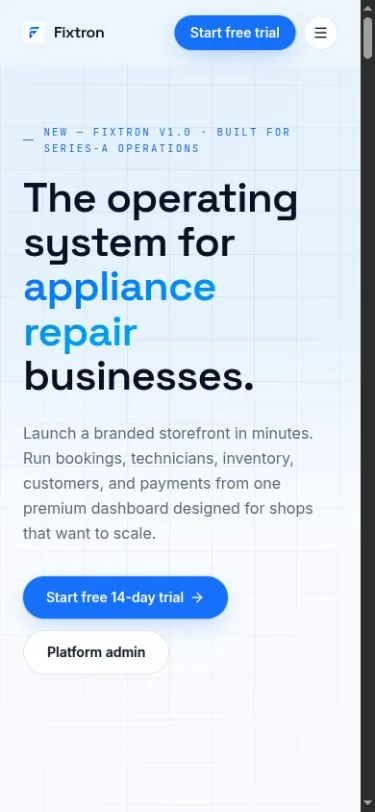 Fixtron
Start free trial
NEW — FIXTRON V1.0 · BUILT FOR
SERIES-A OPERATIONS
The operating
system for
appliance
repair
businesses.
Launch a branded storefront in minutes.
Run bookings, technicians, inventory,
customers, and payments from one
premium dashboard designed for shops
that want to scale.
Start free 14-day trial →
Platform admin